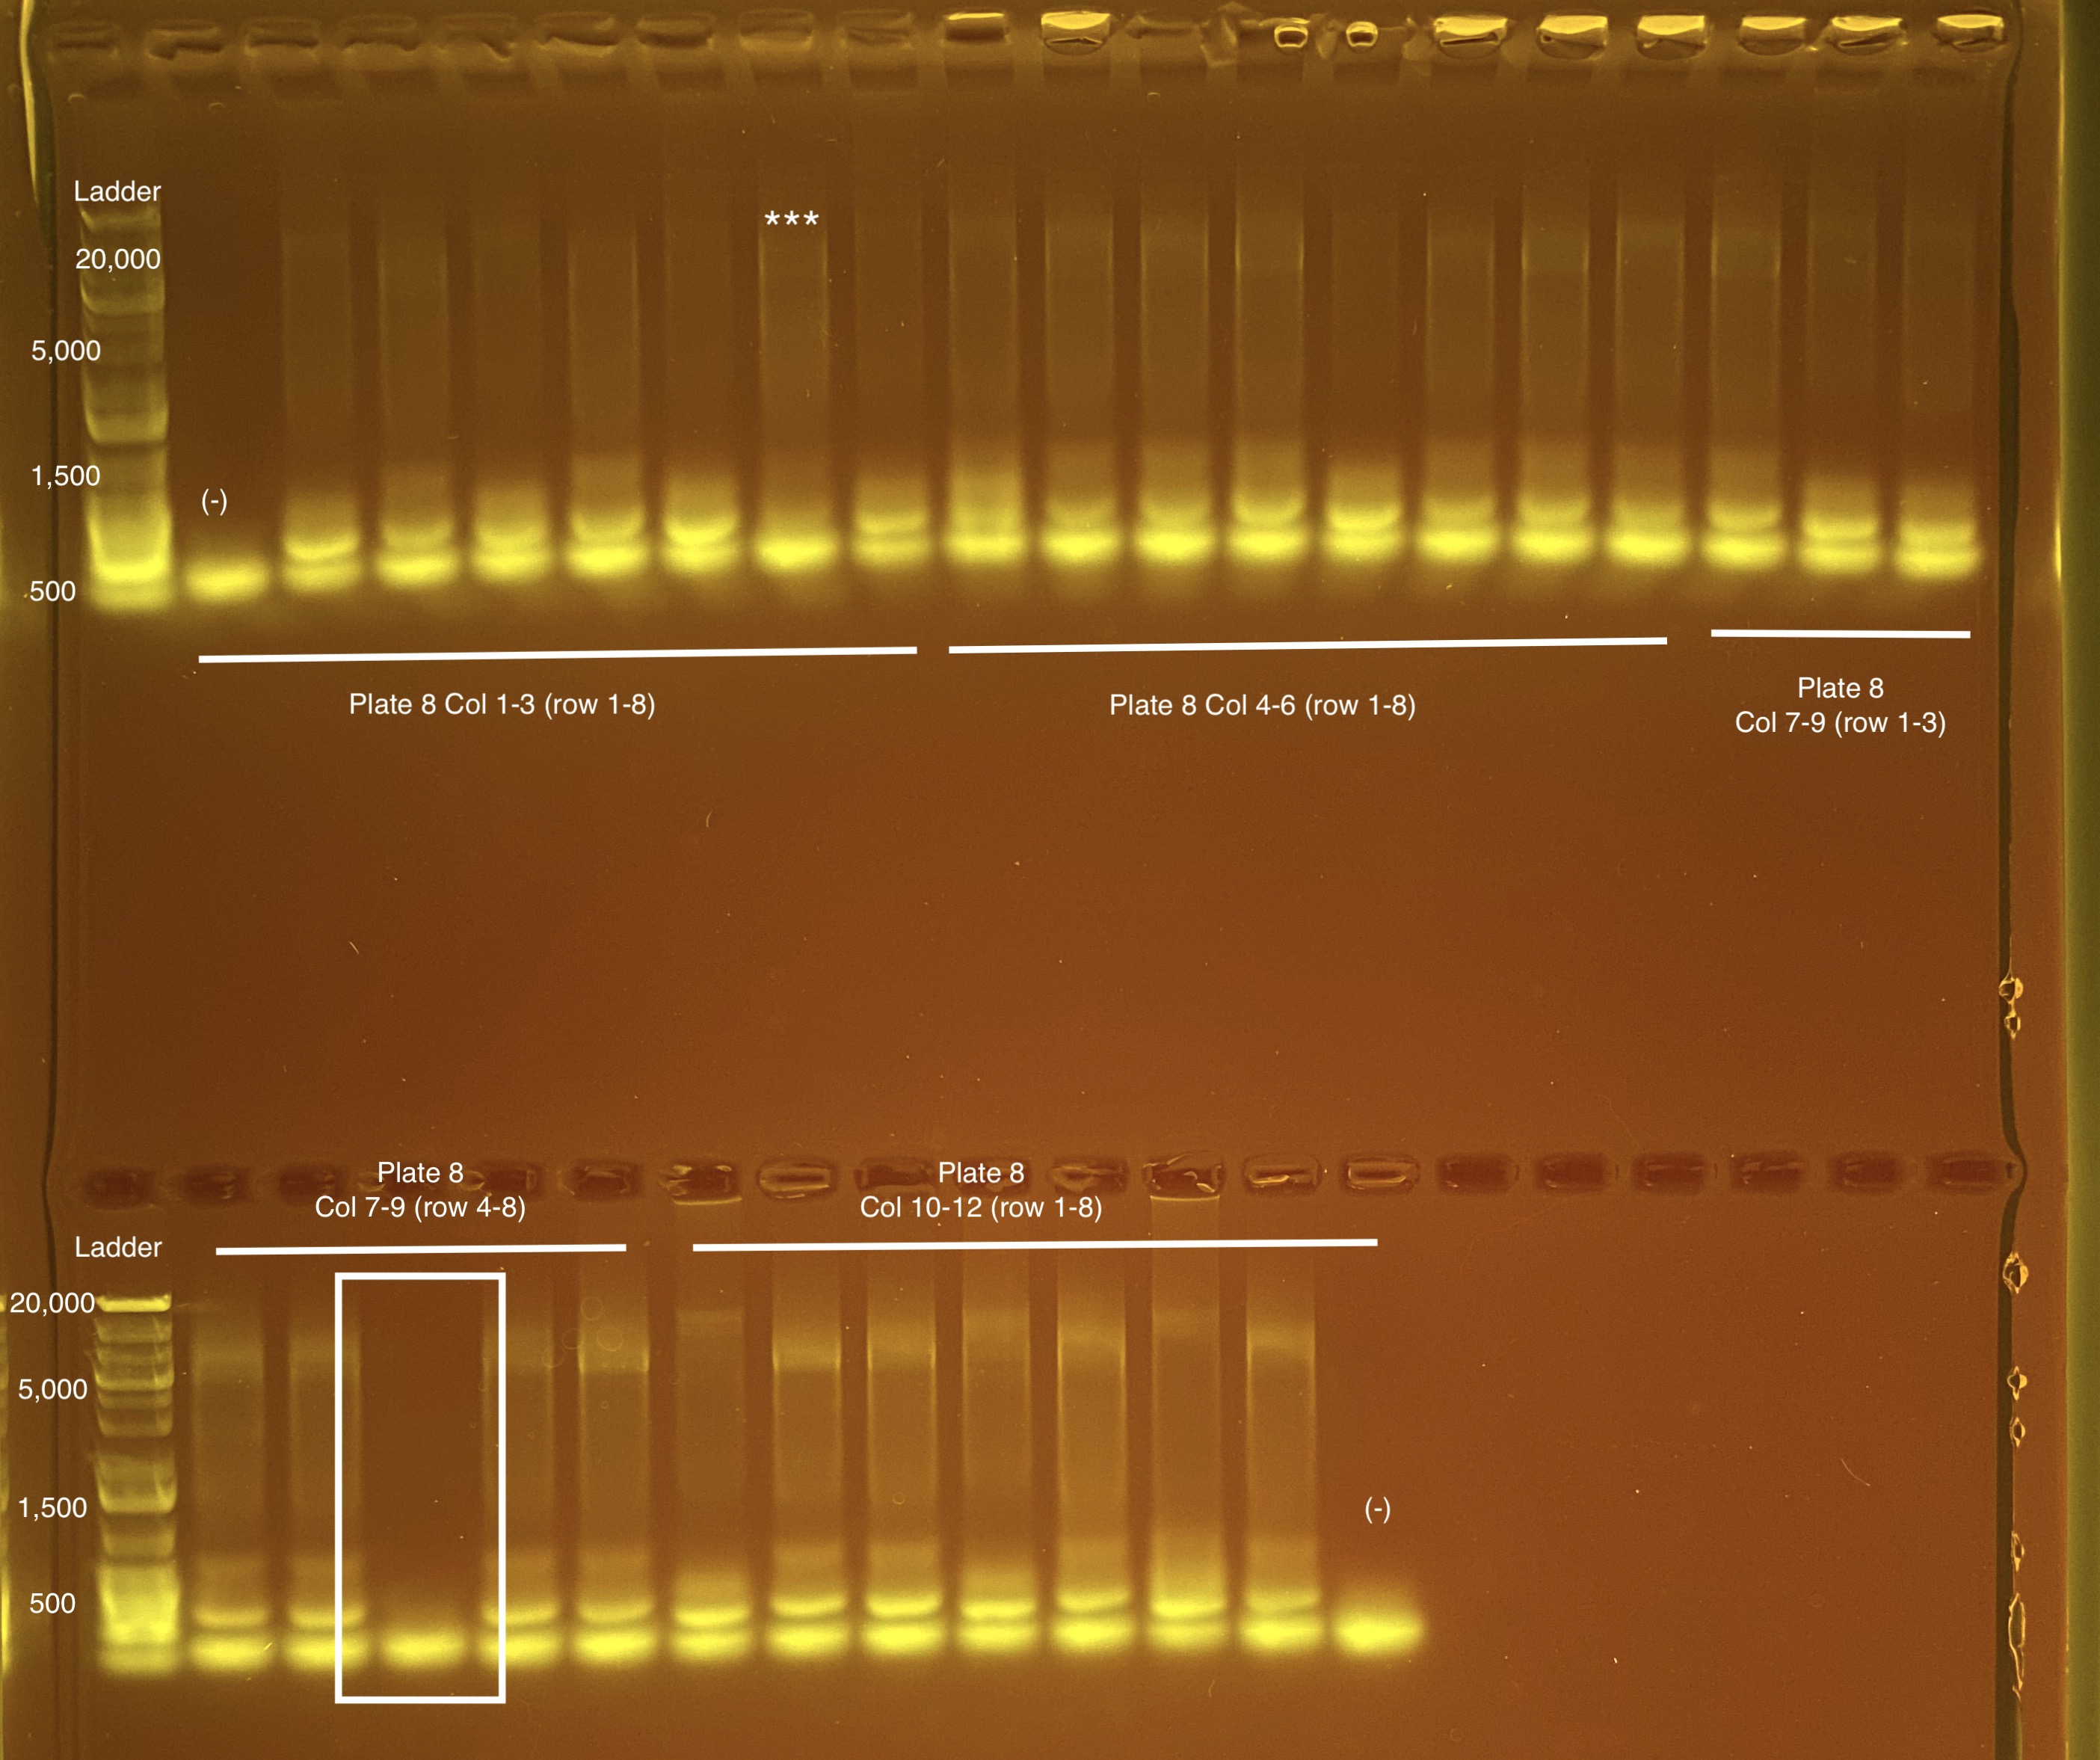 Ladder
20,000
5,000
1,500
500
(-)
***
Plate 8 Col 1-3 (row 1-8)
Plate 8 Col 4-6 (row 1-8)
Plate 8
Col 7-9 (row 1-3)
Plate 8
Col 7-9 (row 4-8)
Plate 8
Col 10-12 (row 1-8)
Ladder
20,000
5,000
1,500
500
(-)